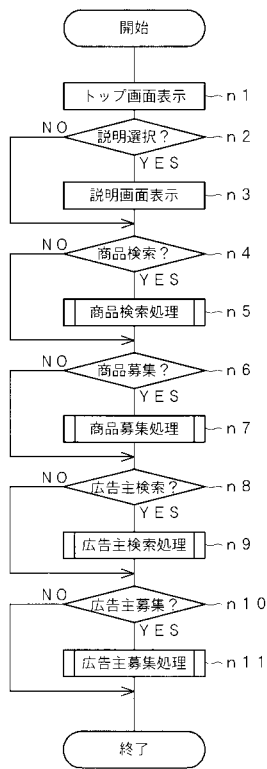 開始
トップ画面表示 n1
NO 説明選択? n2
YES
説明画面表示 n3
NO 商品検索? n4
YES
商品検索処理 n5
NO 商品募集? n6
YES
商品募集処理 n7
NO 広告主検索? n8
YES
広告主検索処理 n9
NO 広告主募集? n10
YES
広告主募集処理 n11
終了